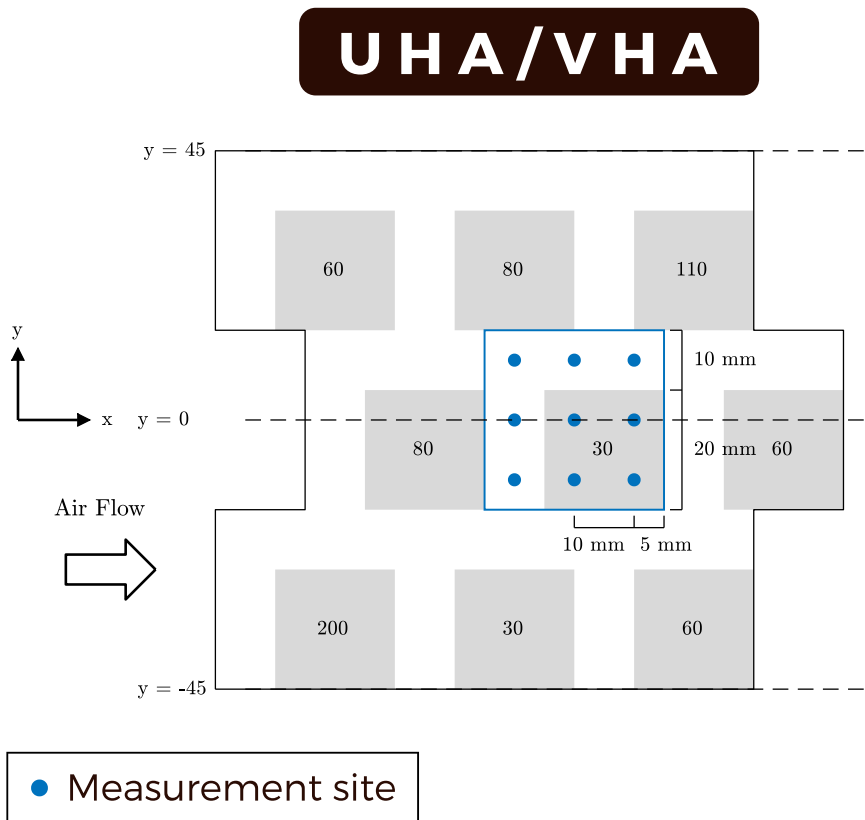 UHA/VHA
y = 45
60 80 110
y
10 mm
x y = 0
80 30 20 mm 60
Air Flow
10 mm 5 mm
200 30 60
y = -45
Measurement site